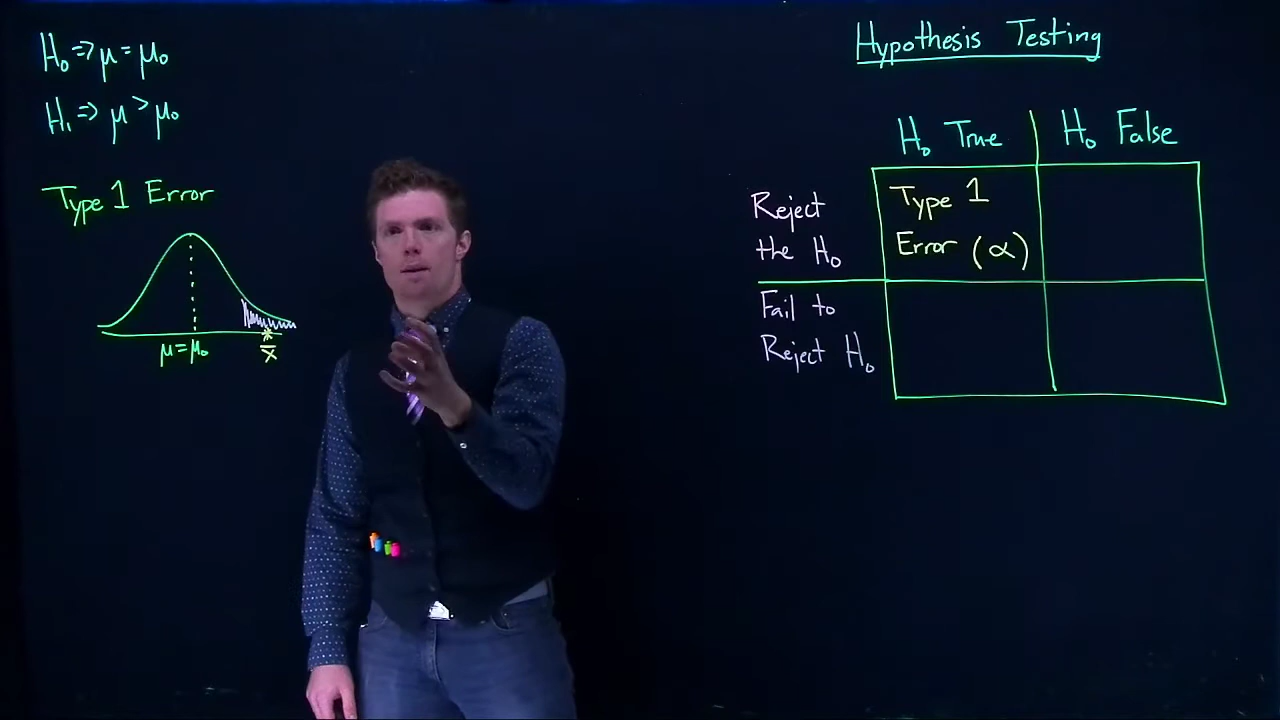 H₀ ⇒ μ = μ₀
H₁ ⇒ μ > μ₀
Type 1 Error
μ = μ₀
x̄
Hypothesis Testing
H₀ True
H₀ False
Reject
the H₀
Type 1
Error (α)
Fail to
Reject H₀